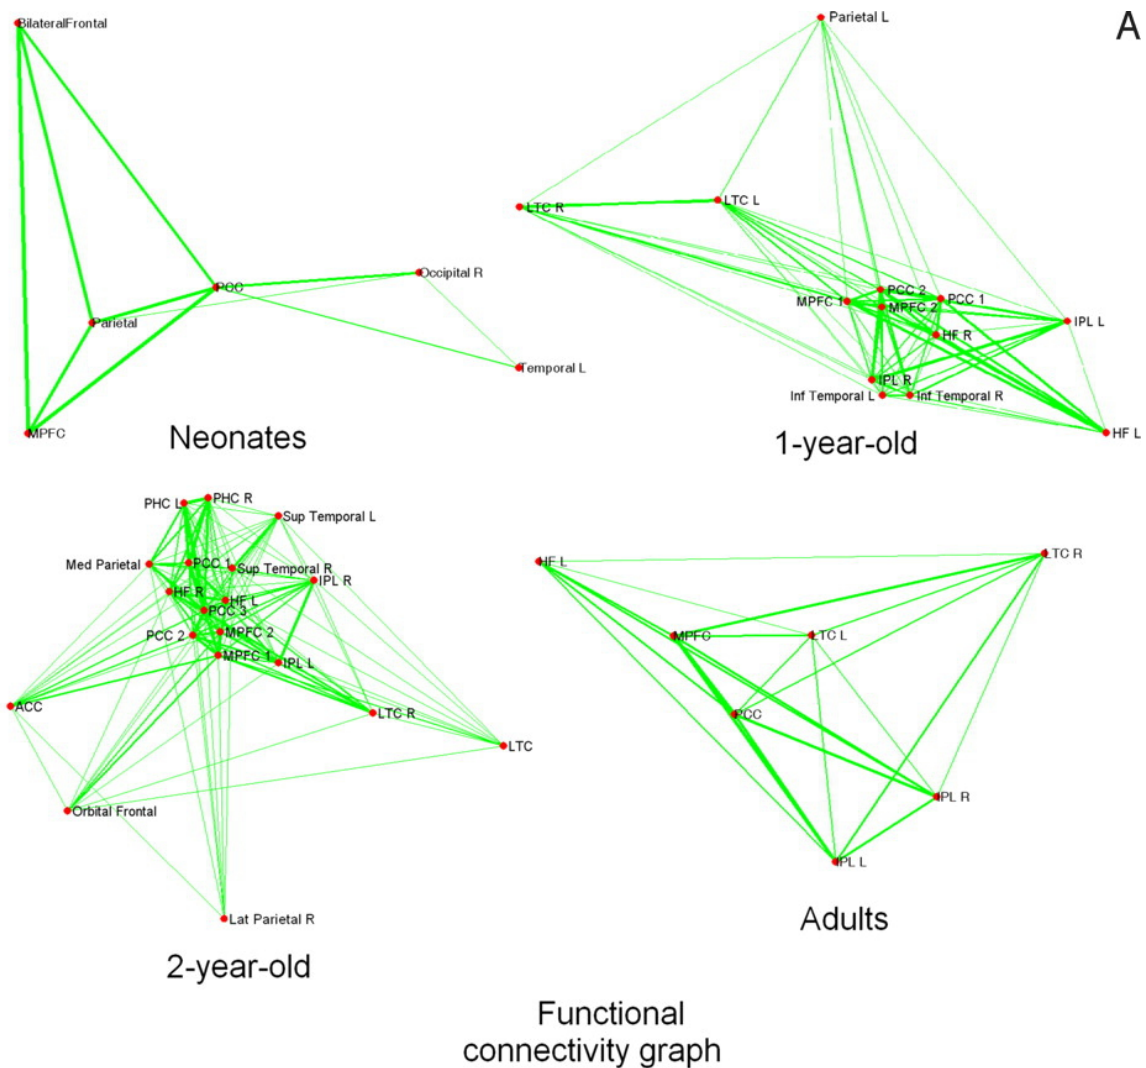 A
BilateralFrontal
PCC
Occipital R
Parietal
Temporal L
MPFC
Neonates
Parietal L
LTC R
LTC L
PCC 2
PCC 1
MPFC 1
MPFC 2
IPL L
HF R
IPL R
Inf Temporal L
Inf Temporal R
HF L
1-year-old
PHC L
PHC R
Sup Temporal L
Med Parietal
PCC 1
Sup Temporal R
IPL R
HF R
HF L
PCC 3
PCC 2
MPFC 2
MPFC 1
IPL L
ACC
LTC R
LTC
Orbital Frontal
Lat Parietal R
2-year-old
HF L
LTC R
MPFC
LTC L
PCC
IPL R
IPL L
Adults
Functional
connectivity graph